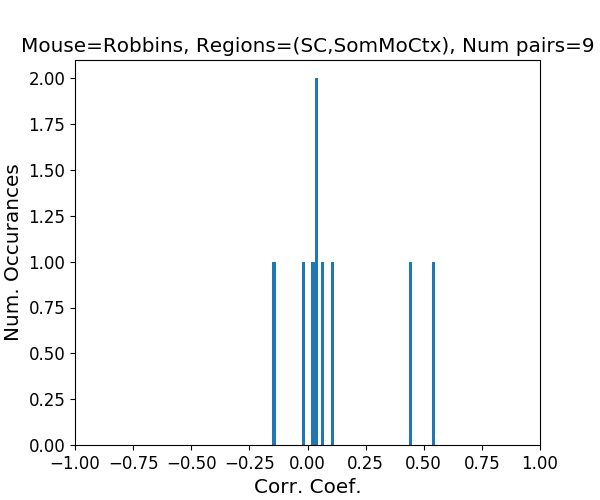 Mouse=Robbins, Regions=(SC,SomMoCtx), Num pairs=9
2.00
1.75
1.50
1.25
1.00
0.75
0.50
0.25
0.00
Num. Occurances
−1.00 −0.75 −0.50 −0.25 0.00 0.25 0.50 0.75 1.00
Corr. Coef.